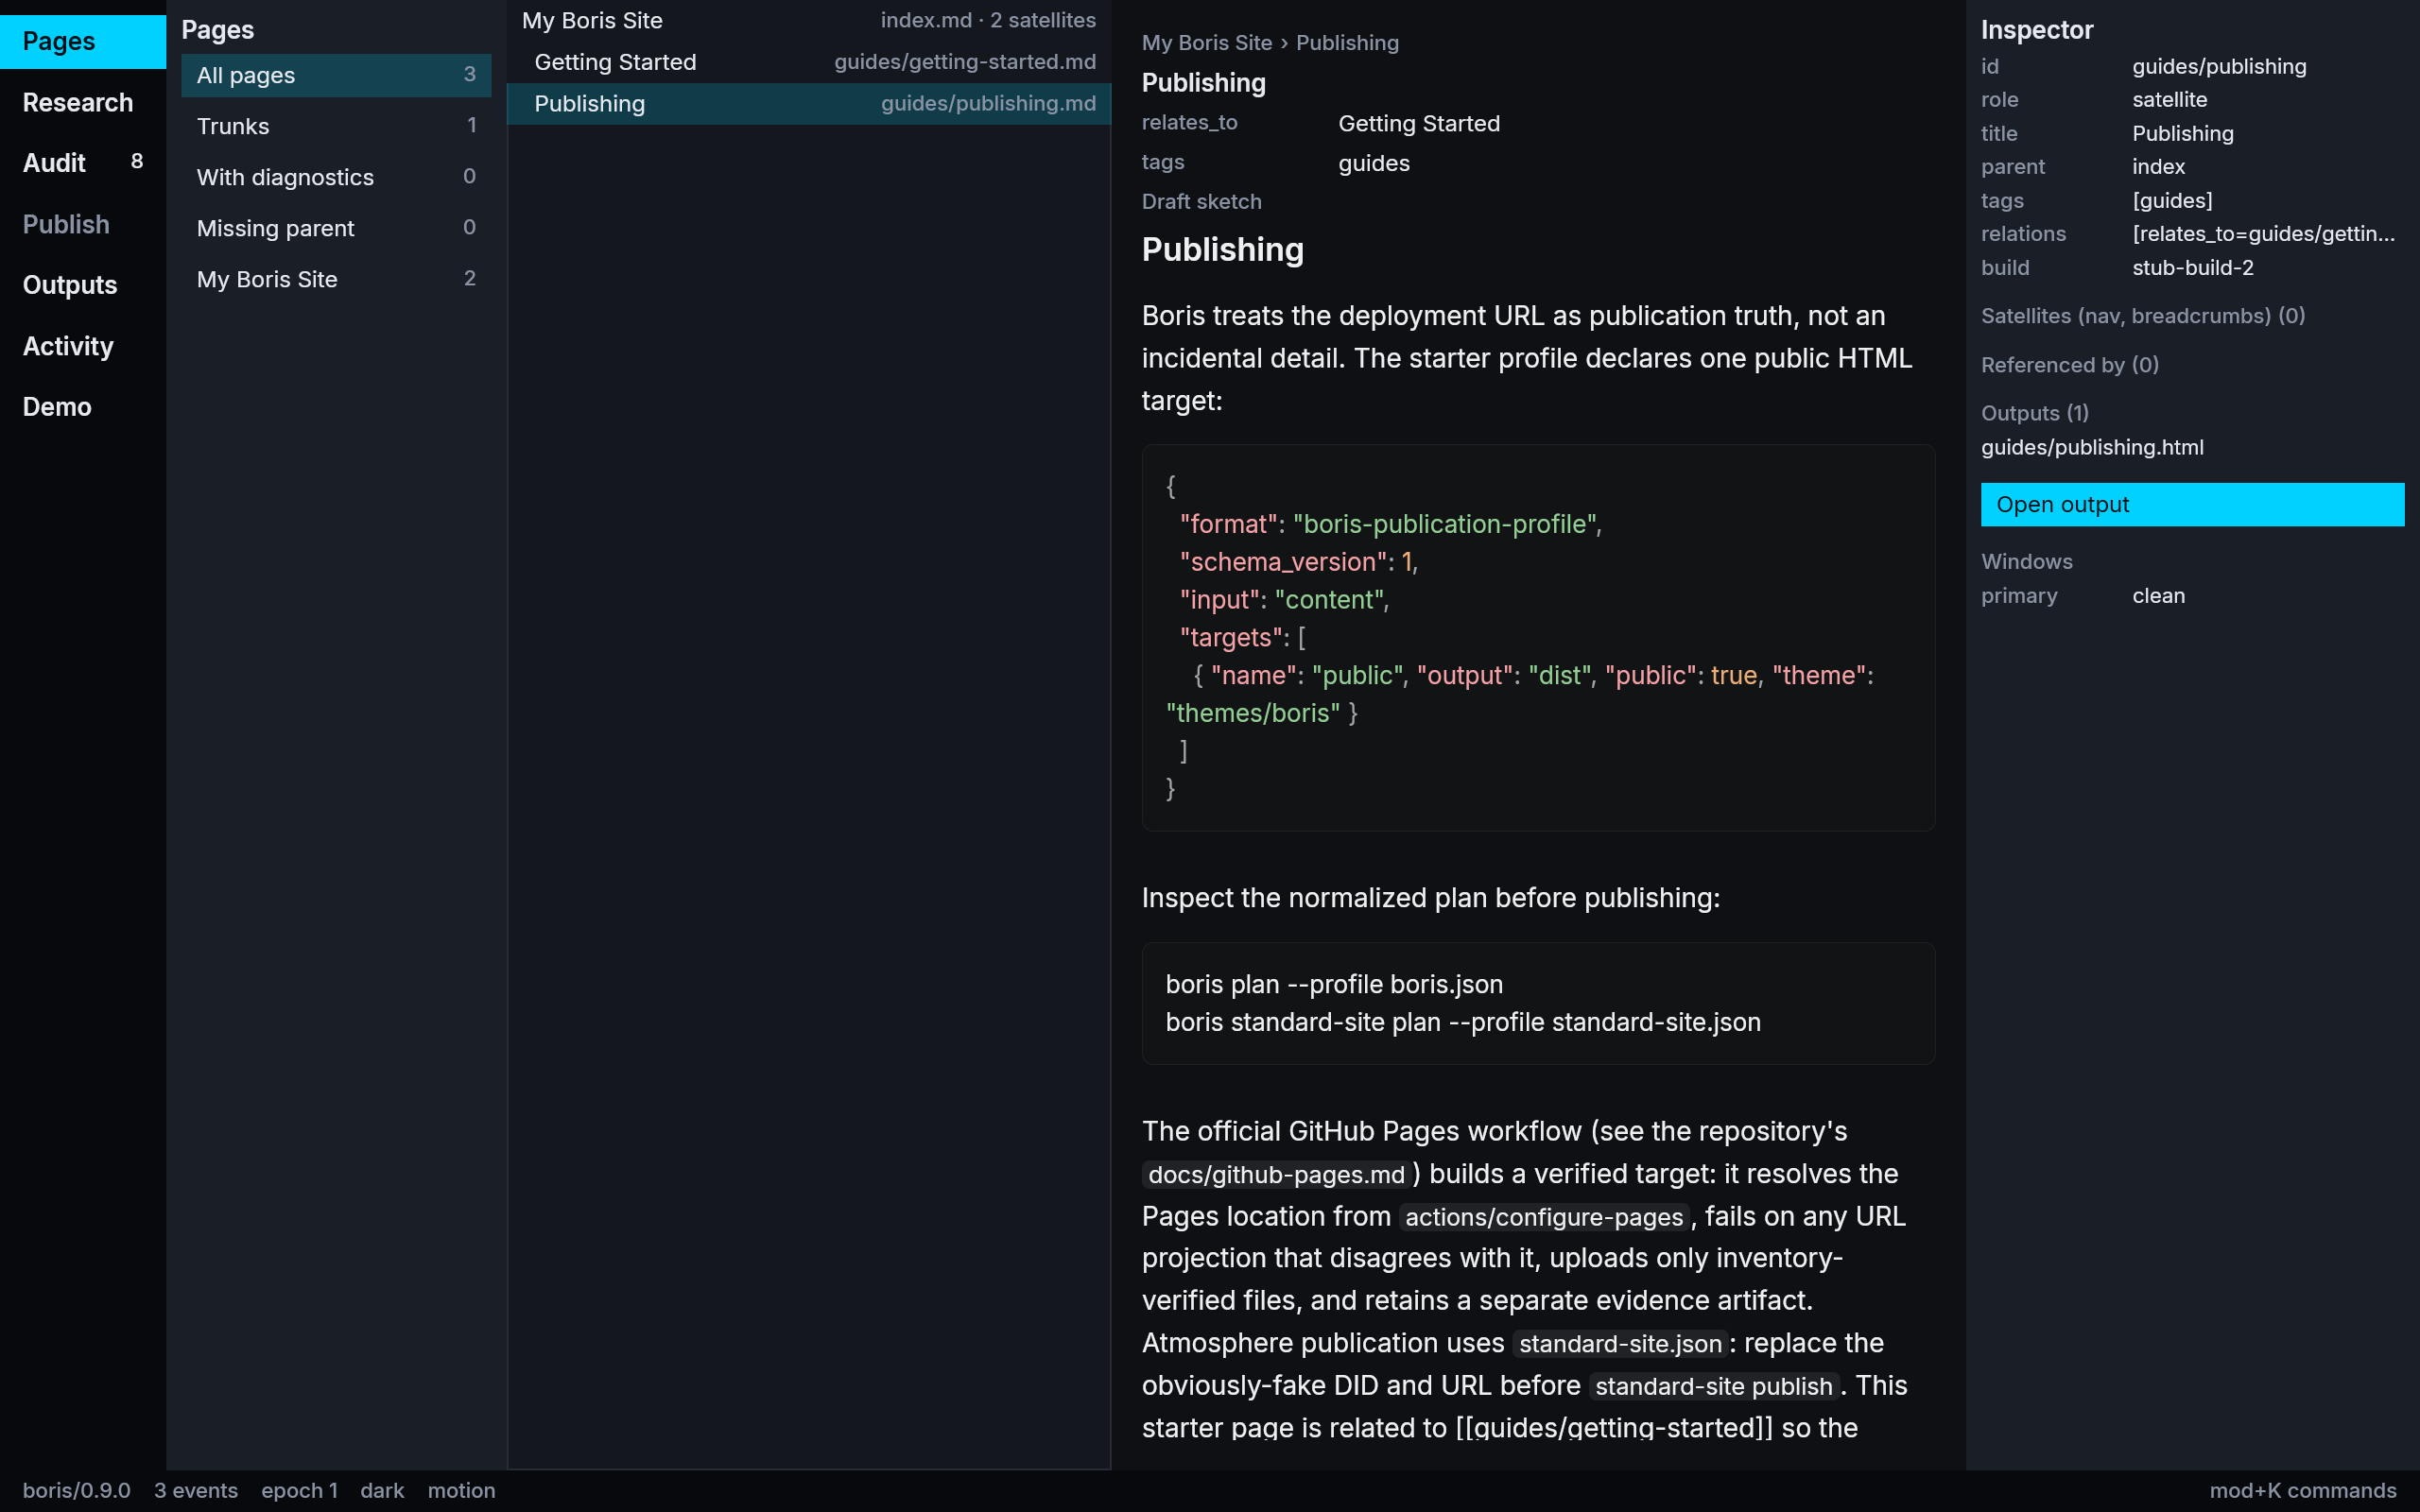 Pages
Research
Audit 8
Publish
Outputs
Activity
Demo
Pages
All pages 3
Trunks 1
With diagnostics 0
Missing parent 0
My Boris Site 2
My Boris Site index.md · 2 satellites
Getting Started guides/getting-started.md
Publishing guides/publishing.md
My Boris Site › Publishing
Publishing
relates_to Getting Started
tags guides
Draft sketch
Publishing
Boris treats the deployment URL as publication truth, not an
incidental detail. The starter profile declares one public HTML
target:
{
"format": "boris-publication-profile",
"schema_version": 1,
"input": "content",
"targets": [
{ "name": "public", "output": "dist", "public": true, "theme":
"themes/boris" }
]
}
Inspect the normalized plan before publishing:
boris plan --profile boris.json
boris standard-site plan --profile standard-site.json
The official GitHub Pages workflow (see the repository's
docs/github-pages.md) builds a verified target: it resolves the
Pages location from actions/configure-pages, fails on any URL
projection that disagrees with it, uploads only inventory-
verified files, and retains a separate evidence artifact.
Atmosphere publication uses standard-site.json: replace the
obviously-fake DID and URL before standard-site publish. This
starter page is related to [[guides/getting-started]] so the
Inspector
id guides/publishing
role satellite
title Publishing
parent index
tags [guides]
relations [relates_to=guides/gettin...
build stub-build-2
Satellites (nav, breadcrumbs) (0)
Referenced by (0)
Outputs (1)
guides/publishing.html
Open output
Windows
primary clean
boris/0.9.0 3 events epoch 1 dark motion
mod+K commands